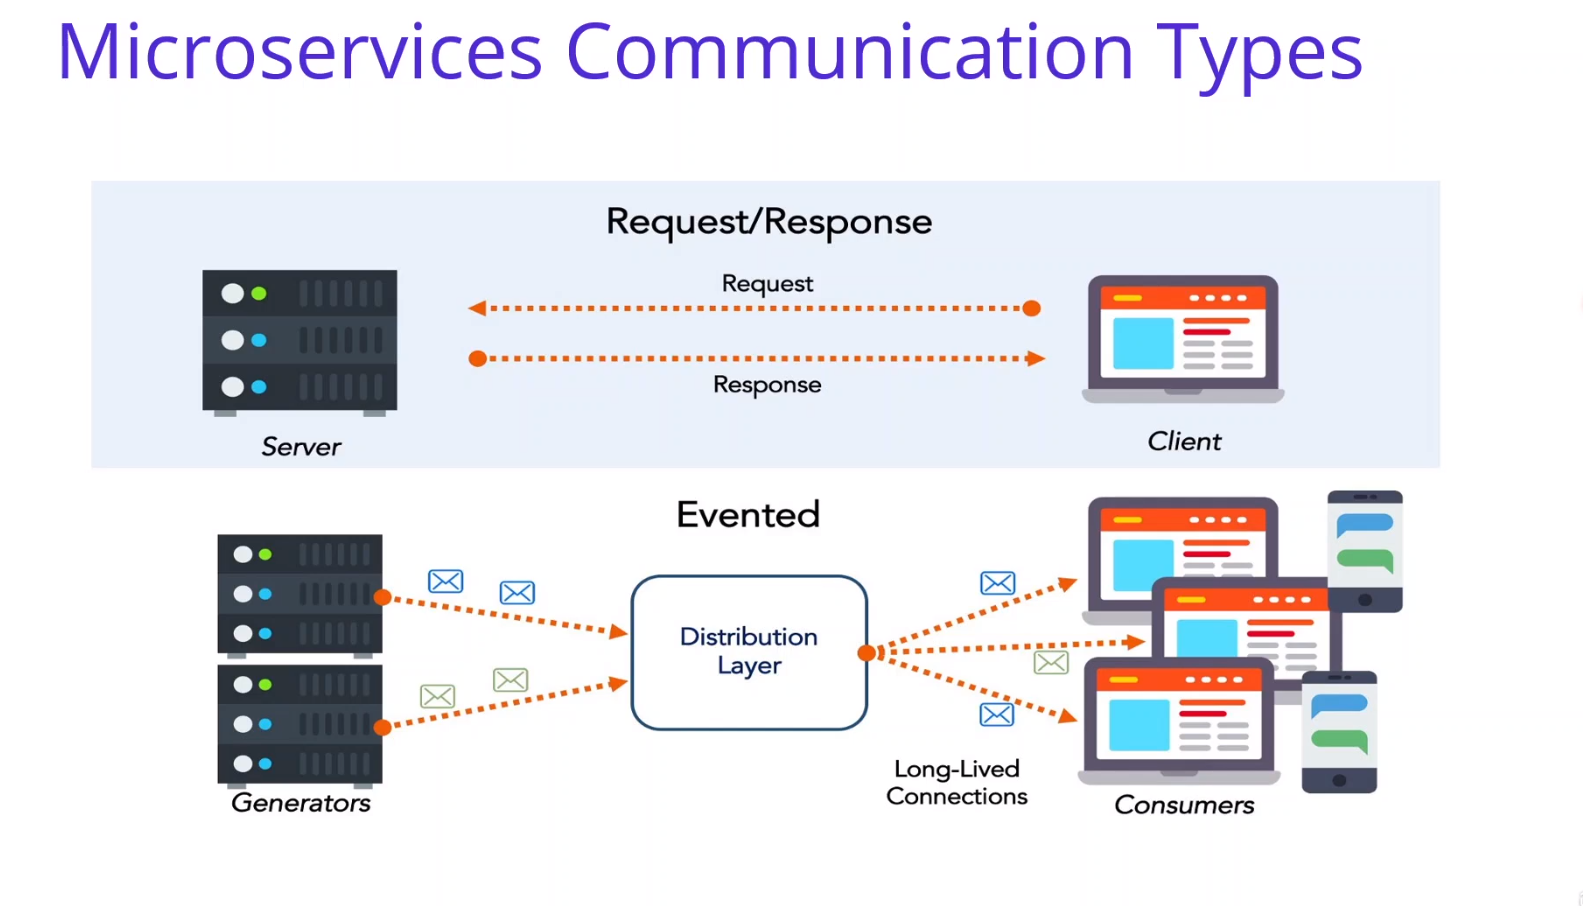 Microservices Communication Types
Request/Response
Request
Response
Server
Client
Evented
Distribution
Layer
Long-Lived
Connections
Generators
Consumers